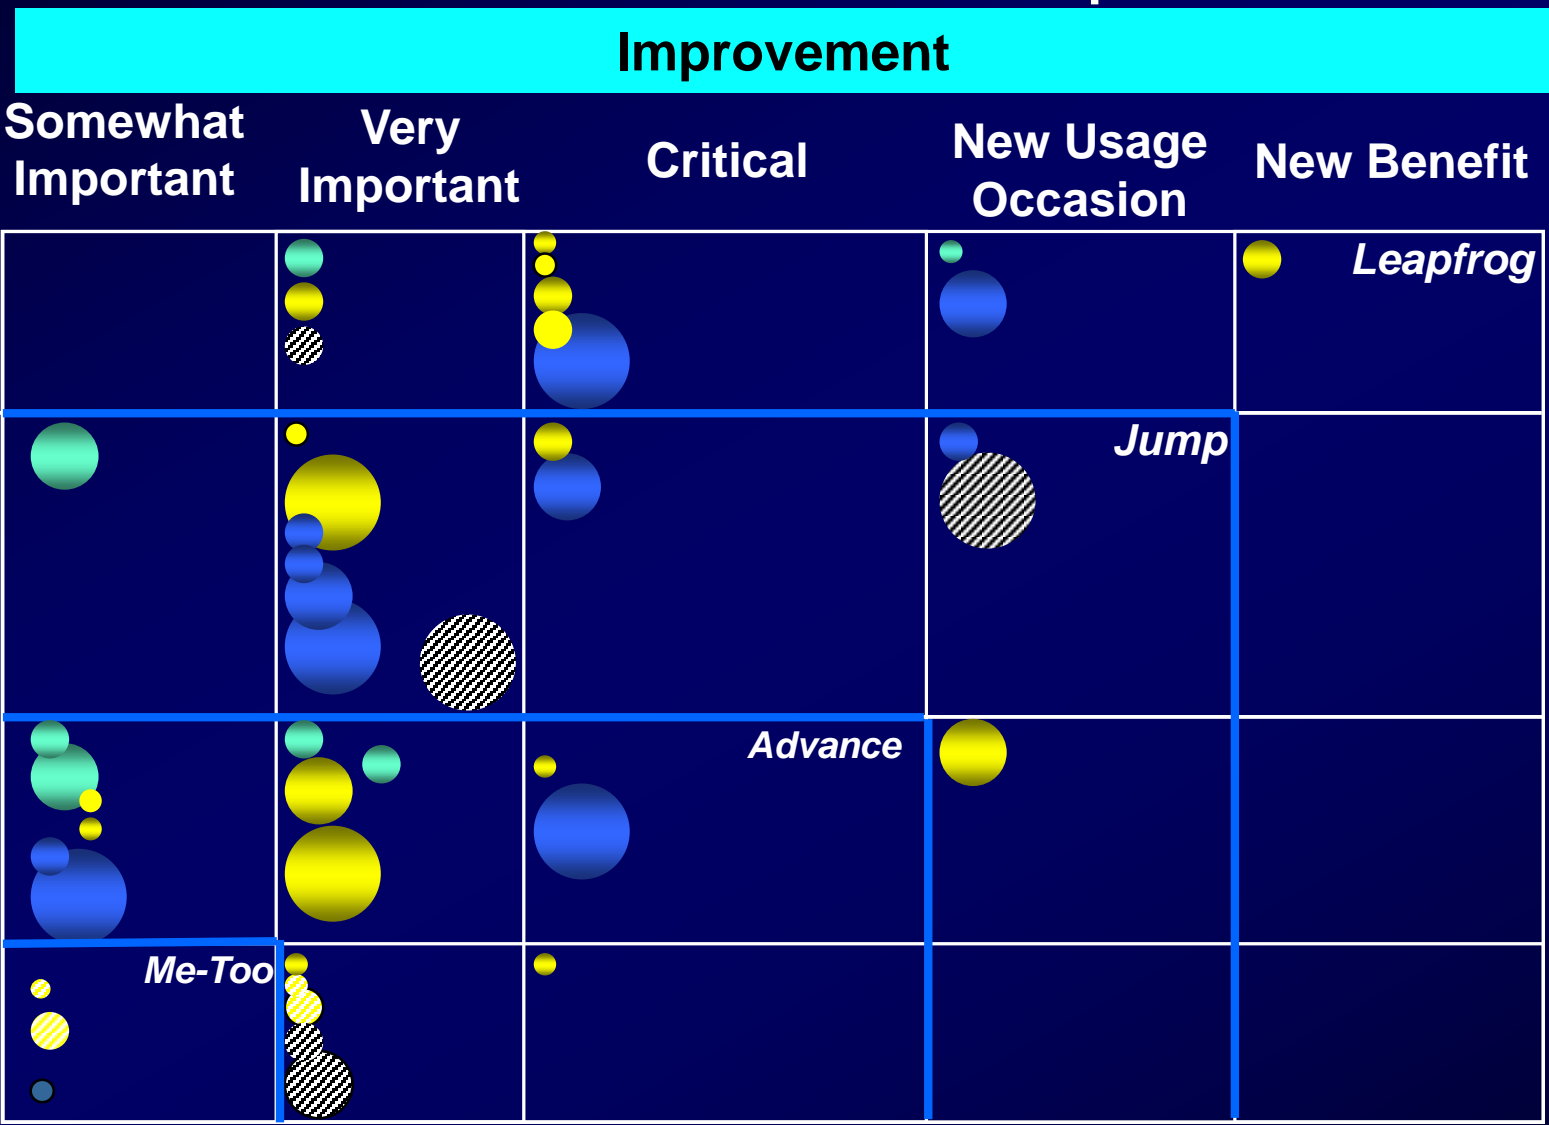 Improvement
Somewhat
Important
Very
Important
Critical
New Usage
Occasion
New Benefit
Leapfrog
Jump
Advance
Me-Too